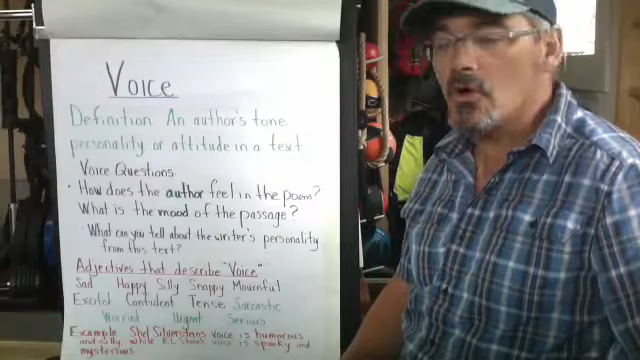 Voice
Definition An author's tone
personality or attitude in a text
Voice Questions
· How does the author feel in the poem?
What is the mood of the passage?
· What can you tell about the writer's personality
from this text?
Adjectives that describe "Voice"
Sad Happy Silly Snappy Mournful
Excited Confident Tense Sarcastic
Worried Urgent Serious
Example Shel Silversteins voice is humorous
and silly while R.L. Stine's voice is spooky and
mysterious